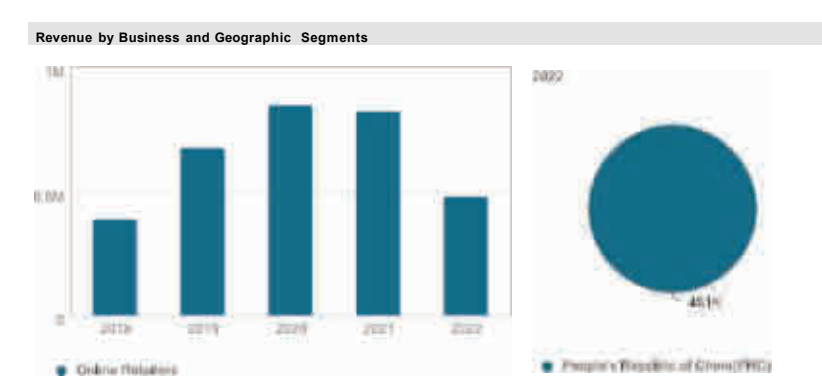 Revenue by Business and Geographic Segments
1M
2022
0.5M
0
2018 2019 2020 2021 2022
Online Retailers
People's Republic of China(PRC)